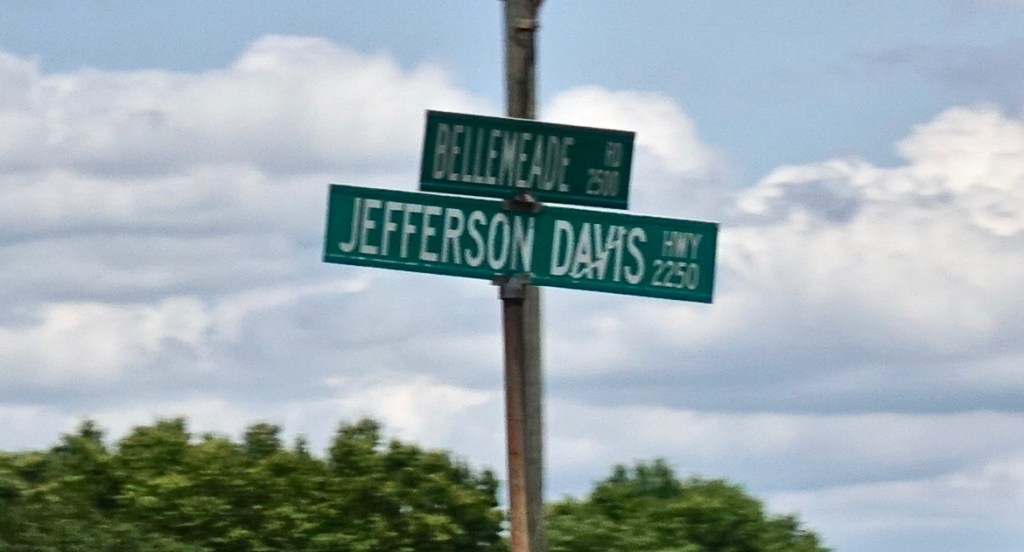 BELLEMEADE RD
2500
JEFFERSON DAVIS HWY
2250